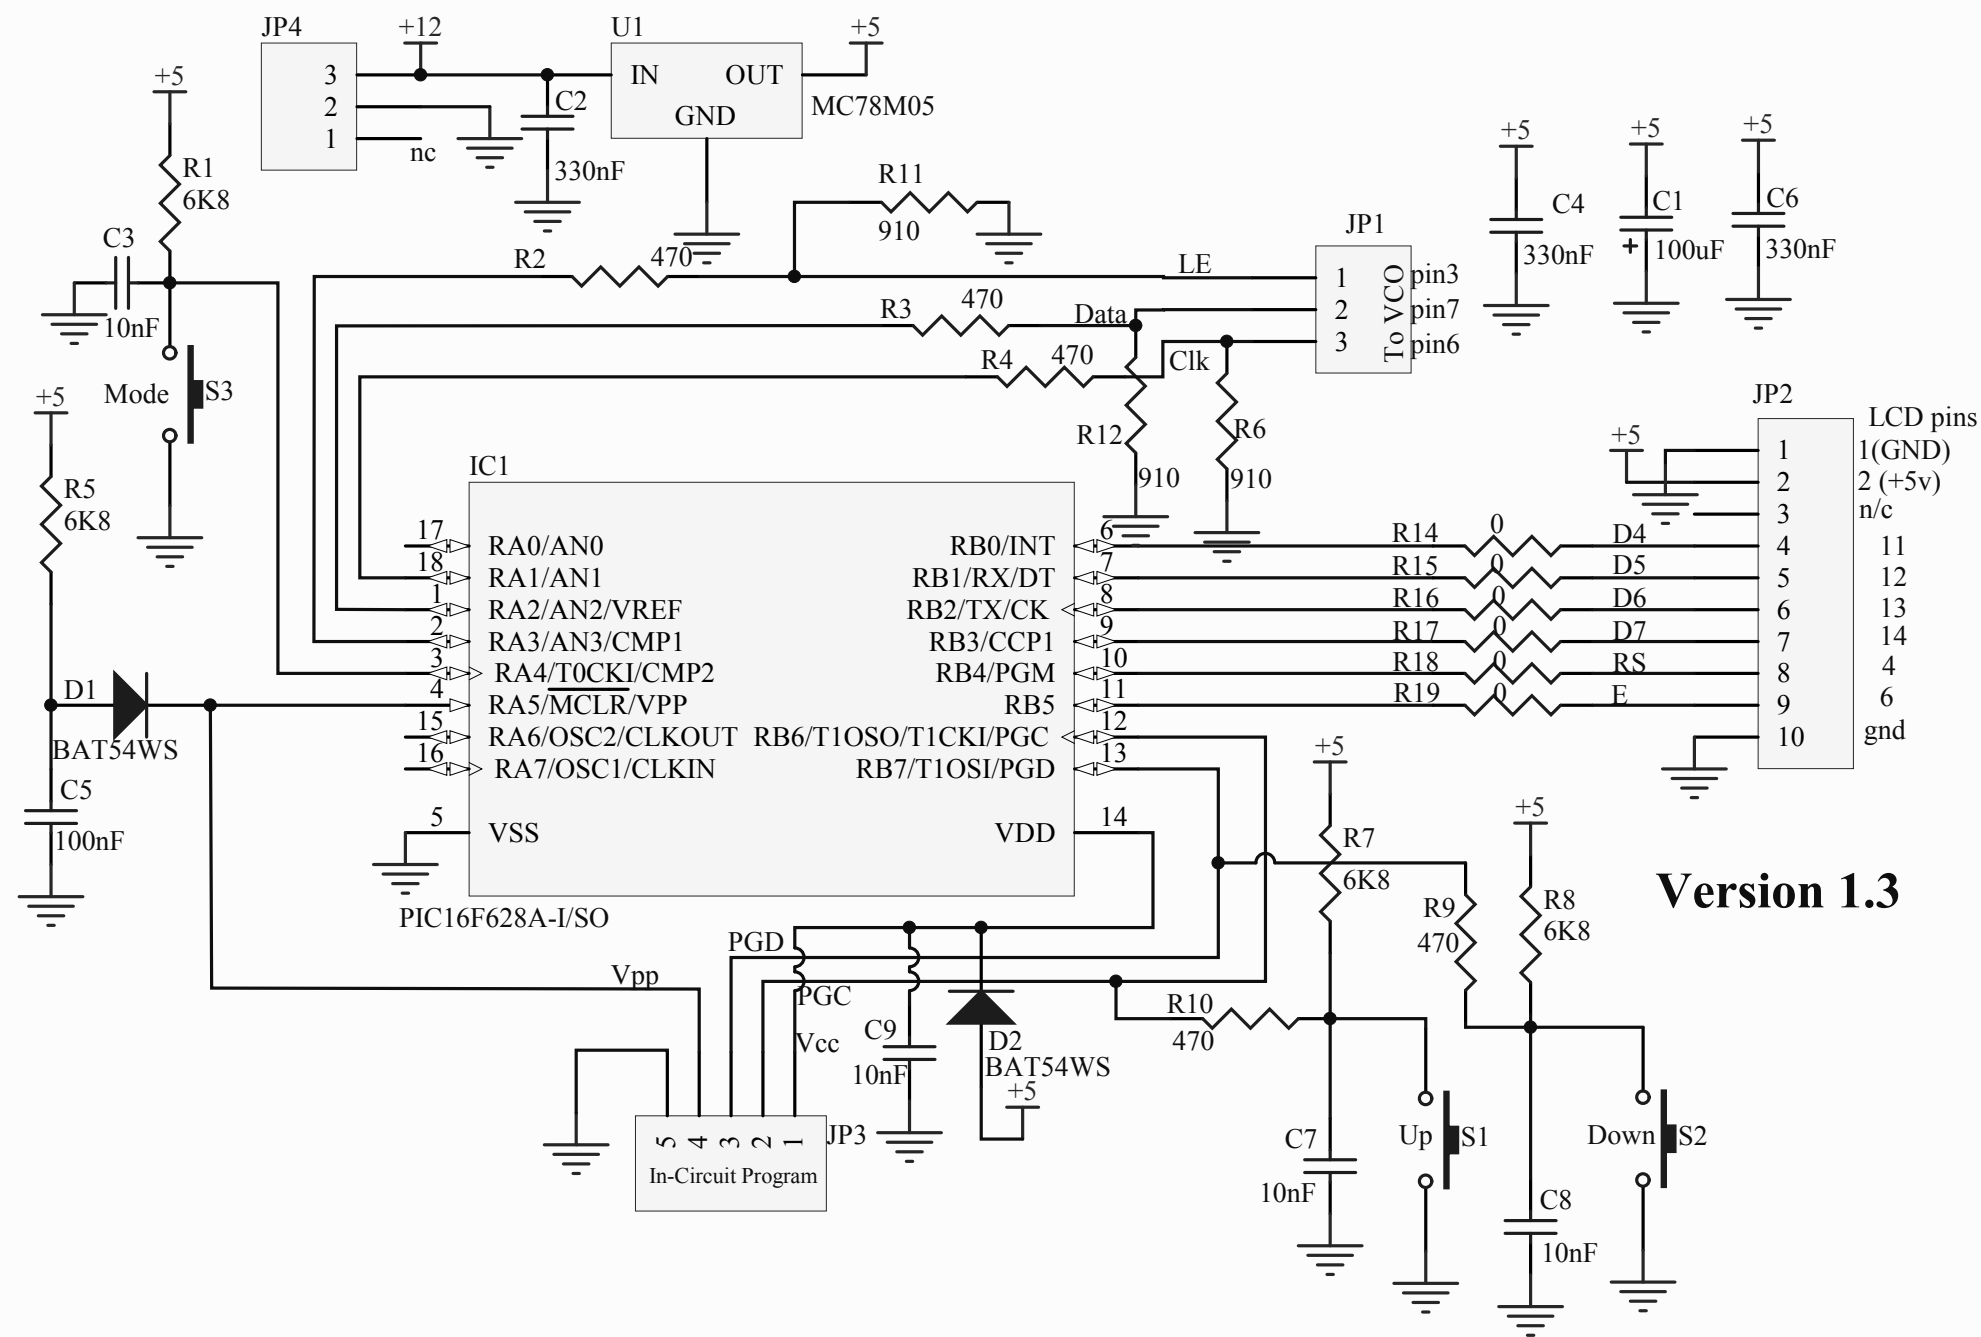 JP4
+12
U1
+5
3
IN
OUT
+5
2
C2
GND
MC78M05
1
nc
330nF
+5
+5
+5
R1
6K8
R11
910
C4
330nF
C1
+
100uF
C6
330nF
C3
10nF
R2
470
LE
JP1
1
pin3
R3
470
Data
2
pin7
R4
470
Clk
3
pin6
To VCO
Mode
S3
+5
R12
910
R6
910
JP2
LCD pins
+5
1
1(GND)
2
2 (+5v)
3
n/c
R5
6K8
IC1
17
RA0/AN0
RB0/INT
6
R14
0
D4
4
11
18
RA1/AN1
RB1/RX/DT
7
R15
0
D5
5
12
1
RA2/AN2/VREF
RB2/TX/CK
8
R16
0
D6
6
13
2
RA3/AN3/CMP1
RB3/CCP1
9
R17
0
D7
7
14
3
RA4/T0CKI/CMP2
RB4/PGM
10
R18
0
RS
8
4
D1
4
RA5/MCLR/VPP
RB5
11
R19
0
E
9
6
BAT54WS
15
RA6/OSC2/CLKOUT
RB6/T1OSO/T1CKI/PGC
12
10
gnd
16
RA7/OSC1/CLKIN
RB7/T1OSI/PGD
13
+5
C5
100nF
5
VSS
VDD
14
+5
R7
6K8
PIC16F628A-I/SO
R9
470
R8
6K8
Version 1.3
PGD
Vpp
PGC
R10
470
Vcc
C9
10nF
D2
BAT54WS
+5
5
4
3
2
1
JP3
In-Circuit Program
C7
10nF
Up
S1
Down
S2
C8
10nF